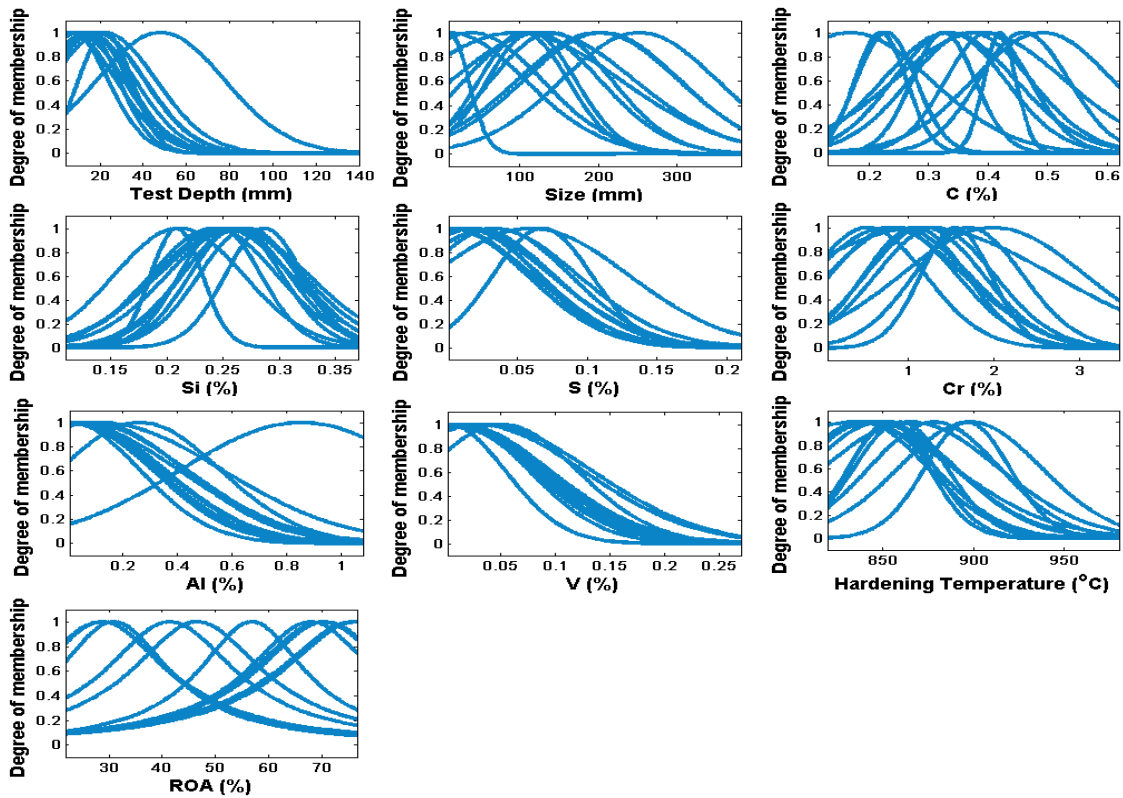 Degree of membership
1
0.8
0.6
0.4
0.2
0
20 40 60 80 100 120 140
Test Depth (mm)
Degree of membership
1
0.8
0.6
0.4
0.2
0
100 200 300
Size (mm)
Degree of membership
1
0.8
0.6
0.4
0.2
0
0.2 0.3 0.4 0.5 0.6
C (%)
Degree of membership
1
0.8
0.6
0.4
0.2
0
0.15 0.2 0.25 0.3 0.35
Si (%)
Degree of membership
1
0.8
0.6
0.4
0.2
0
0.05 0.1 0.15 0.2
S (%)
Degree of membership
1
0.8
0.6
0.4
0.2
0
1 2 3
Cr (%)
Degree of membership
1
0.8
0.6
0.4
0.2
0
0.2 0.4 0.6 0.8 1
Al (%)
Degree of membership
1
0.8
0.6
0.4
0.2
0
0.05 0.1 0.15 0.2 0.25
V (%)
Degree of membership
1
0.8
0.6
0.4
0.2
0
850 900 950
Hardening Temperature (°C)
Degree of membership
1
0.8
0.6
0.4
0.2
0
30 40 50 60 70
ROA (%)